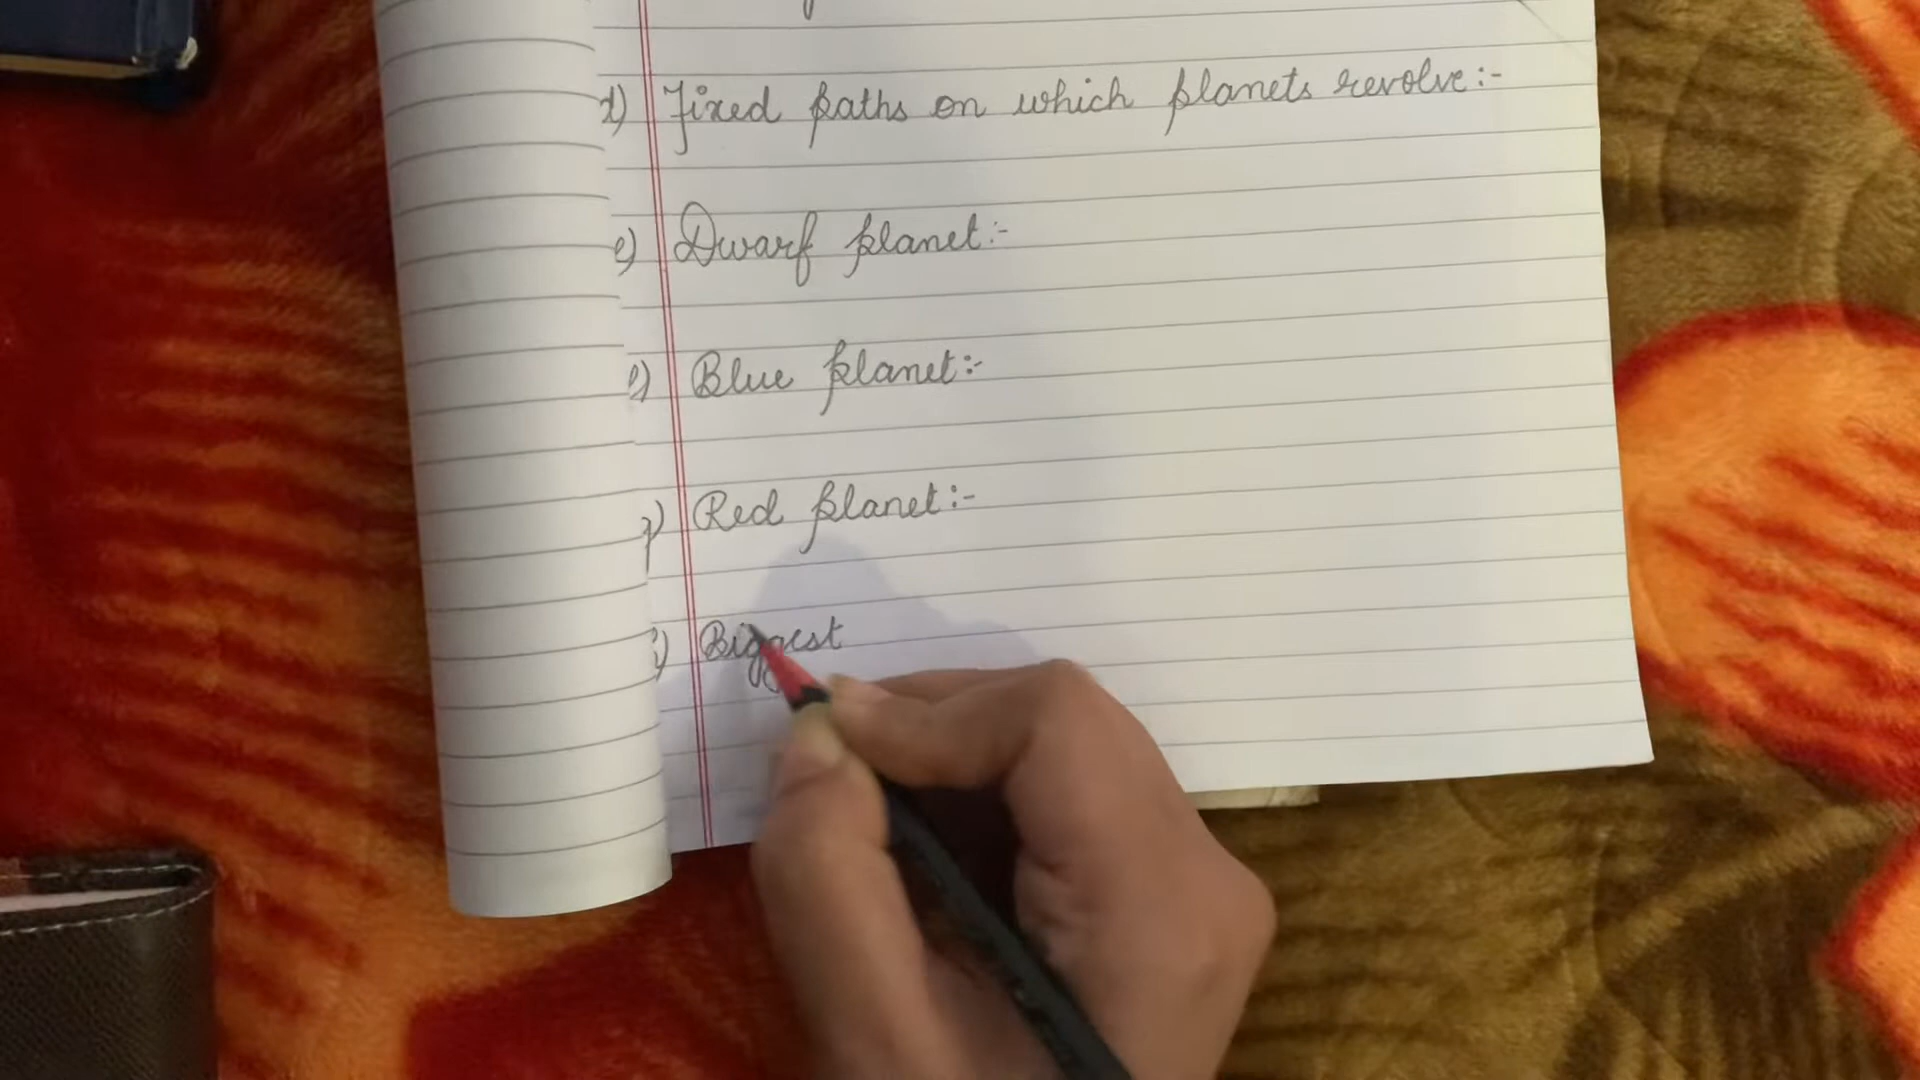 d) Fixed paths on which planets revolve:-
e) Dwarf planet:-
Blue planet:-
Red planet:-
Biggest